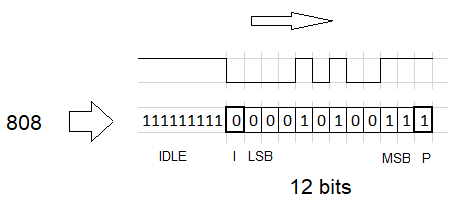 808 111111111 0 0 0 0 1 0 1 0 0 1 1 1
IDLE I LSB MSB P
12 bits